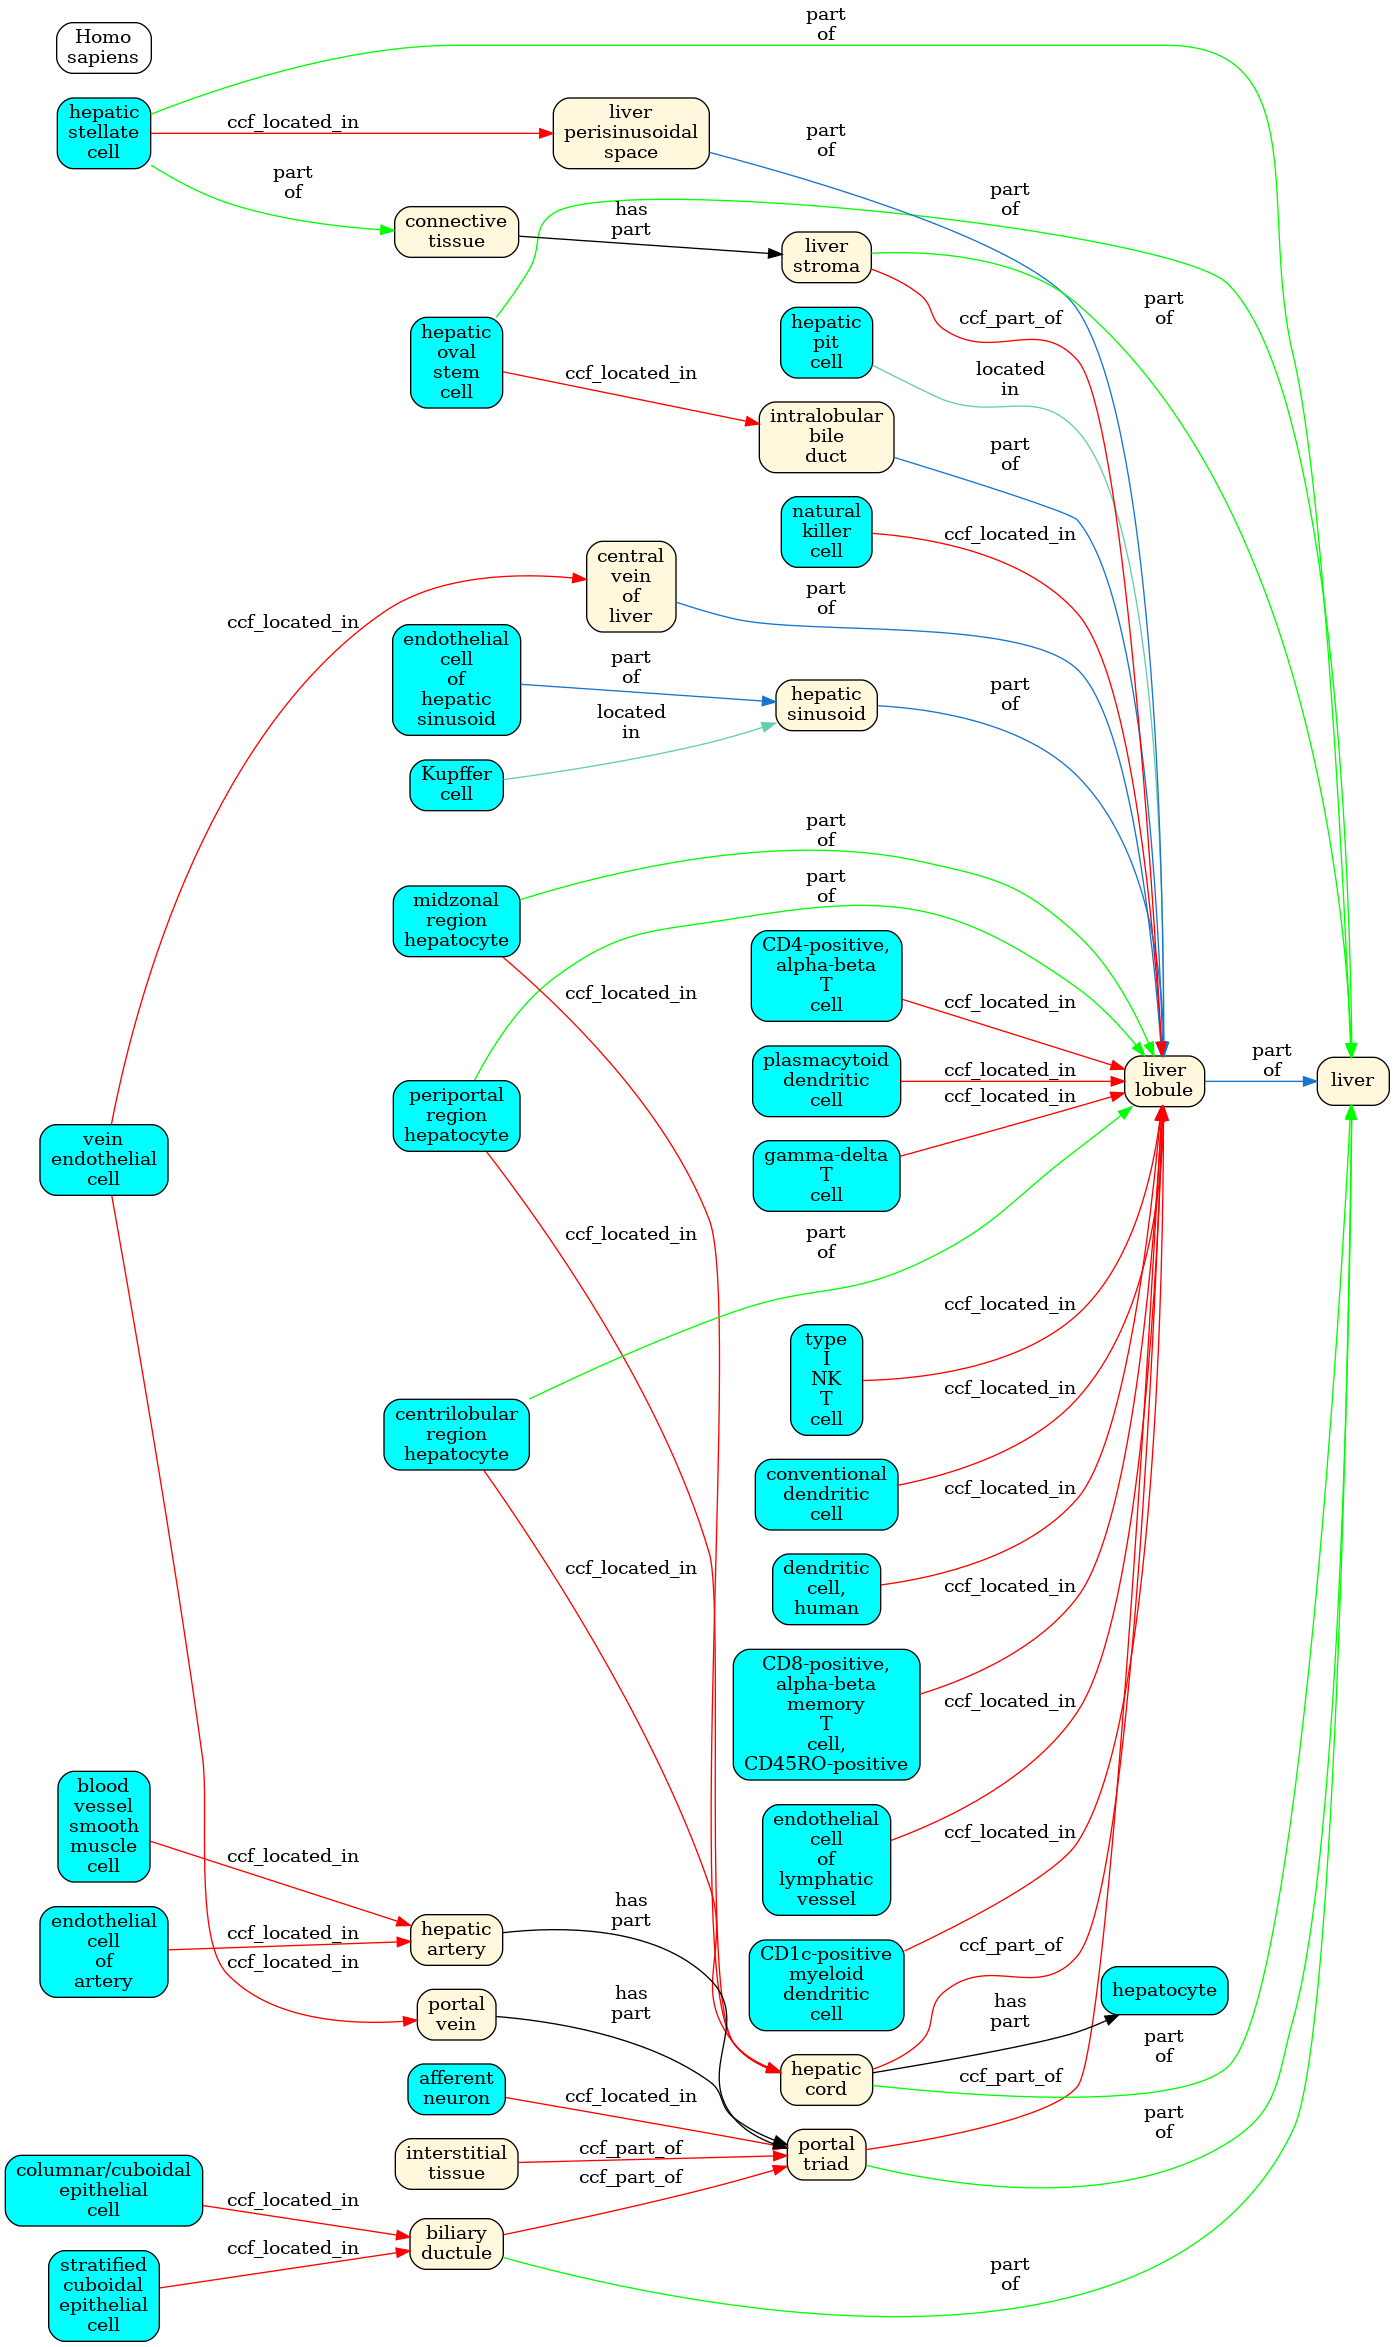 Homo
sapiens
part
of
hepatic
stellate
cell
ccf_located_in
liver
perisinusoidal
space
part
of
part
of
connective
tissue
has
part
liver
stroma
part
of
part
of
ccf_part_of
hepatic
oval
stem
cell
ccf_located_in
hepatic
pit
cell
located
in
intralobular
bile
duct
part
of
natural
killer
cell
ccf_located_in
central
vein
of
liver
part
of
ccf_located_in
endothelial
cell
of
hepatic
sinusoid
part
of
hepatic
sinusoid
part
of
located
in
Kupffer
cell
part
of
midzonal
region
hepatocyte
part
of
ccf_located_in
CD4-positive,
alpha-beta
T
cell
ccf_located_in
plasmacytoid
dendritic
cell
ccf_located_in
liver
lobule
part
of
liver
periportal
region
hepatocyte
ccf_located_in
gamma-delta
T
cell
ccf_located_in
vein
endothelial
cell
part
of
ccf_located_in
type
I
NK
T
cell
centrilobular
region
hepatocyte
ccf_located_in
conventional
dendritic
cell
ccf_located_in
ccf_located_in
dendritic
cell,
human
ccf_located_in
CD8-positive,
alpha-beta
memory
T
cell,
CD45RO-positive
ccf_located_in
blood
vessel
smooth
muscle
cell
ccf_located_in
endothelial
cell
of
lymphatic
vessel
ccf_located_in
endothelial
cell
of
artery
ccf_located_in
ccf_located_in
hepatic
artery
has
part
CD1c-positive
myeloid
dendritic
cell
ccf_part_of
hepatocyte
portal
vein
has
part
has
part
hepatic
cord
part
of
afferent
neuron
ccf_located_in
ccf_part_of
interstitial
tissue
ccf_part_of
portal
triad
part
of
columnar/cuboidal
epithelial
cell
ccf_located_in
ccf_part_of
biliary
ductule
stratified
cuboidal
epithelial
cell
ccf_located_in
part
of